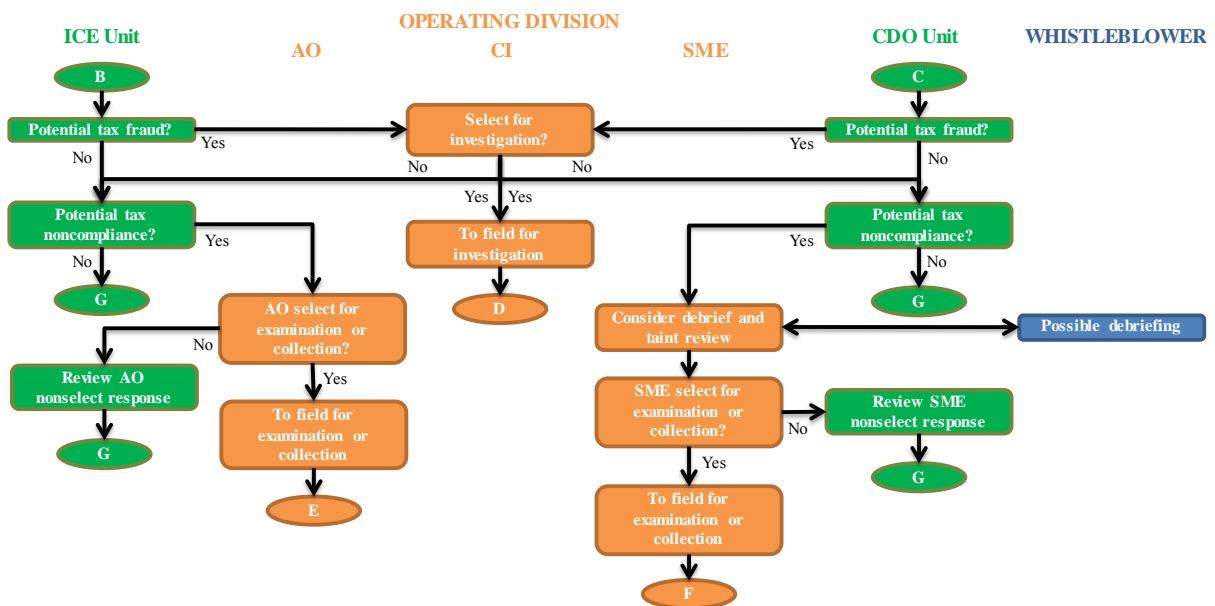 OPERATING DIVISION
ICE Unit
AO
CI
SME
CDO Unit
WHISTLEBLOWER
B
C
Potential tax fraud?
Yes
No
Select for
investigation?
Yes
Potential tax fraud?
No
No
No
Yes
Yes
Potential tax
noncompliance?
Yes
No
To field for
investigation
Potential tax
noncompliance?
Yes
No
G
D
G
AO select for
examination or
collection?
No
Yes
Consider debrief and
taint review
Possible debriefing
Review AO
nonselect response
G
To field for
examination or
collection
E
SME select for
examination or
collection?
No
Yes
Review SME
nonselect response
G
To field for
examination or
collection
F